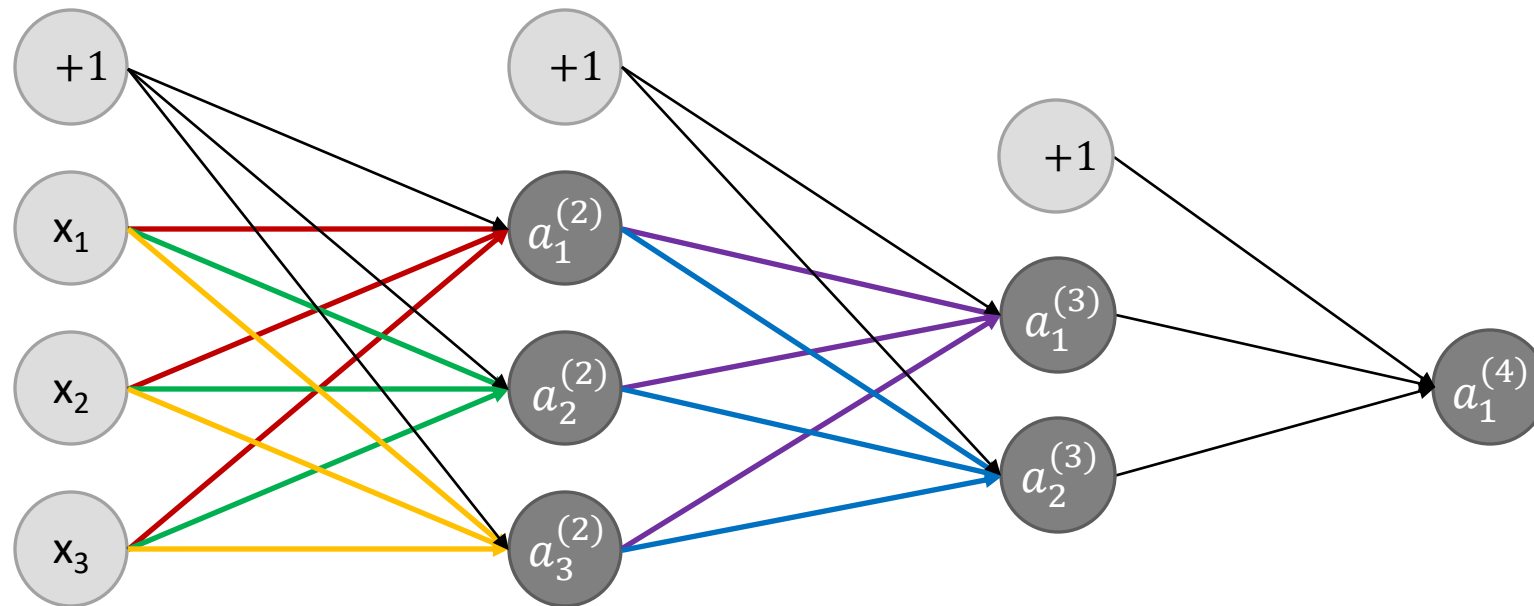 +1
x₁
x₂
x₃
+1
a₁⁽²⁾
a₂⁽²⁾
a₃⁽²⁾
+1
a₁⁽³⁾
a₂⁽³⁾
a₁⁽⁴⁾